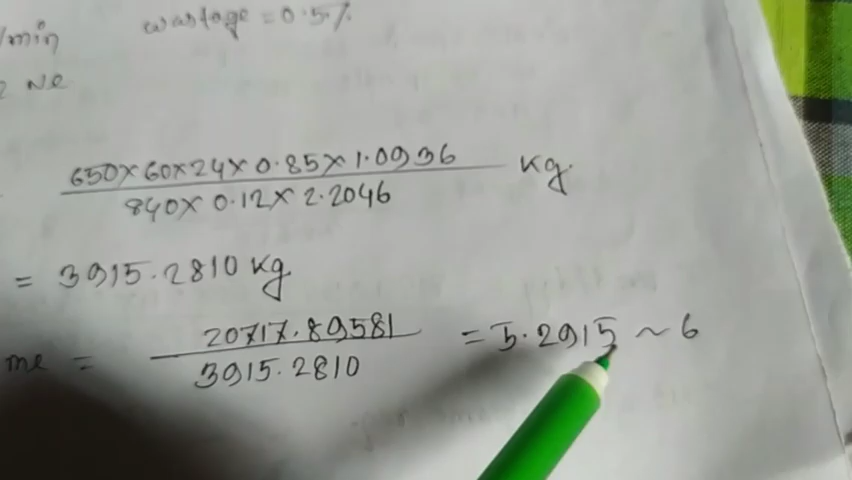 /min wastage = 0.5%
Ne
650×60×24×0.85×1.0936 kg.
840×0.12×2.2046
= 3915.2810 kg
me = 20717.89581 = 5.2915 ~ 6
3915.2810